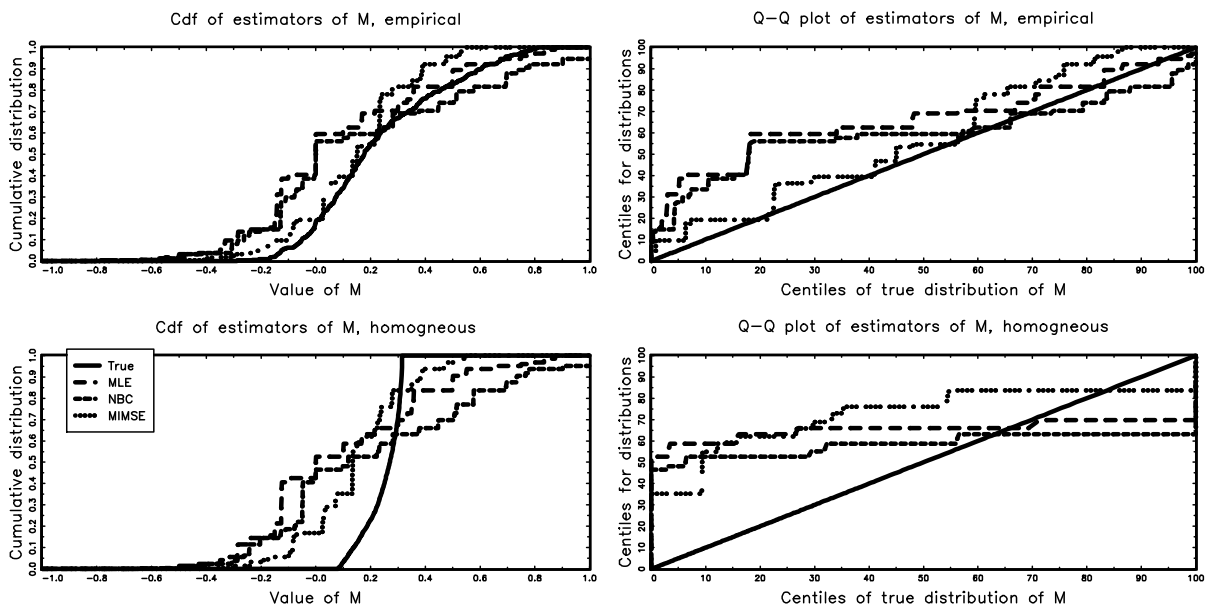 Cdf of estimators of M, empirical
Cumulative distribution
0.0 0.1 0.2 0.3 0.4 0.5 0.6 0.7 0.8 0.9 1.0
−1.0 −0.8 −0.6 −0.4 −0.2 −0.0 0.2 0.4 0.6 0.8 1.0
Value of M
Q−Q plot of estimators of M, empirical
Centiles for distributions
0 10 20 30 40 50 60 70 80 90 100
0 10 20 30 40 50 60 70 80 90 100
Centiles of true distribution of M
Cdf of estimators of M, homogneous
Cumulative distribution
0.0 0.1 0.2 0.3 0.4 0.5 0.6 0.7 0.8 0.9 1.0
True
MLE
NBC
MIMSE
−1.0 −0.8 −0.6 −0.4 −0.2 −0.0 0.2 0.4 0.6 0.8 1.0
Value of M
Q−Q plot of estimators of M, homogneous
Centiles for distributions
0 10 20 30 40 50 60 70 80 90 100
0 10 20 30 40 50 60 70 80 90 100
Centiles of true distribution of M